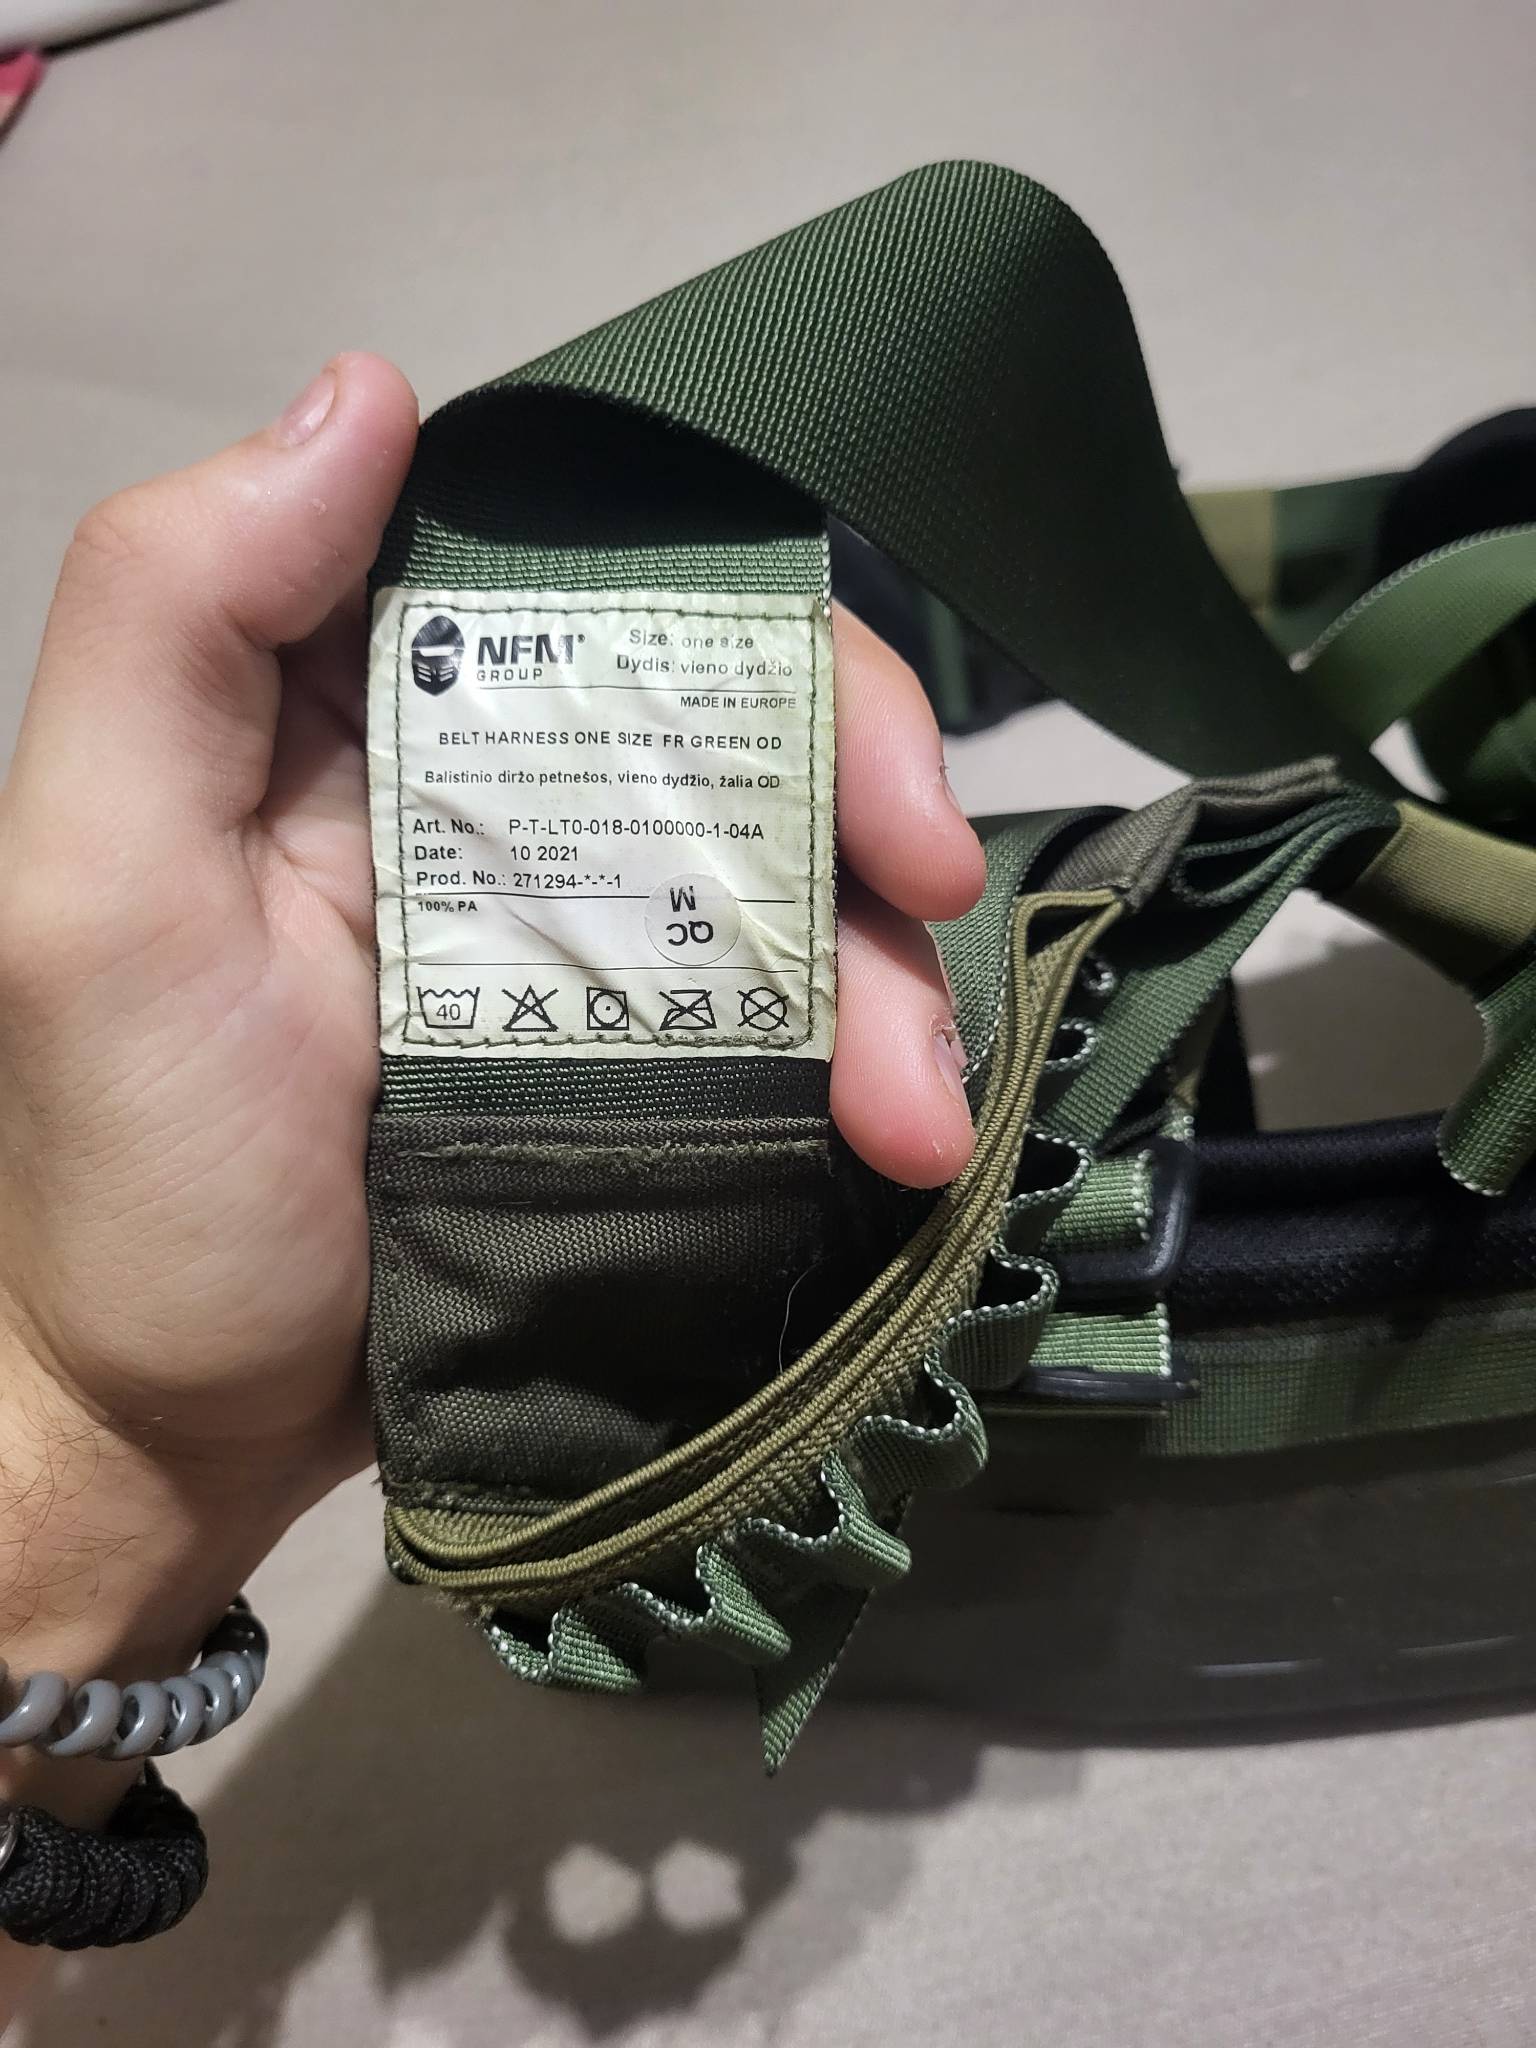 NFM®
GROUP
Size: one size
Dydis: vieno dydžio
MADE IN EUROPE
BELT HARNESS ONE SIZE FR GREEN OD
Balistinio diržo petnešos, vieno dydžio, žalia OD
Art. No.: P-T-LT0-018-0100000-1-04A
Date: 10 2021
Prod. No.: 271294-*-*-1
100% PA
QC
M
40